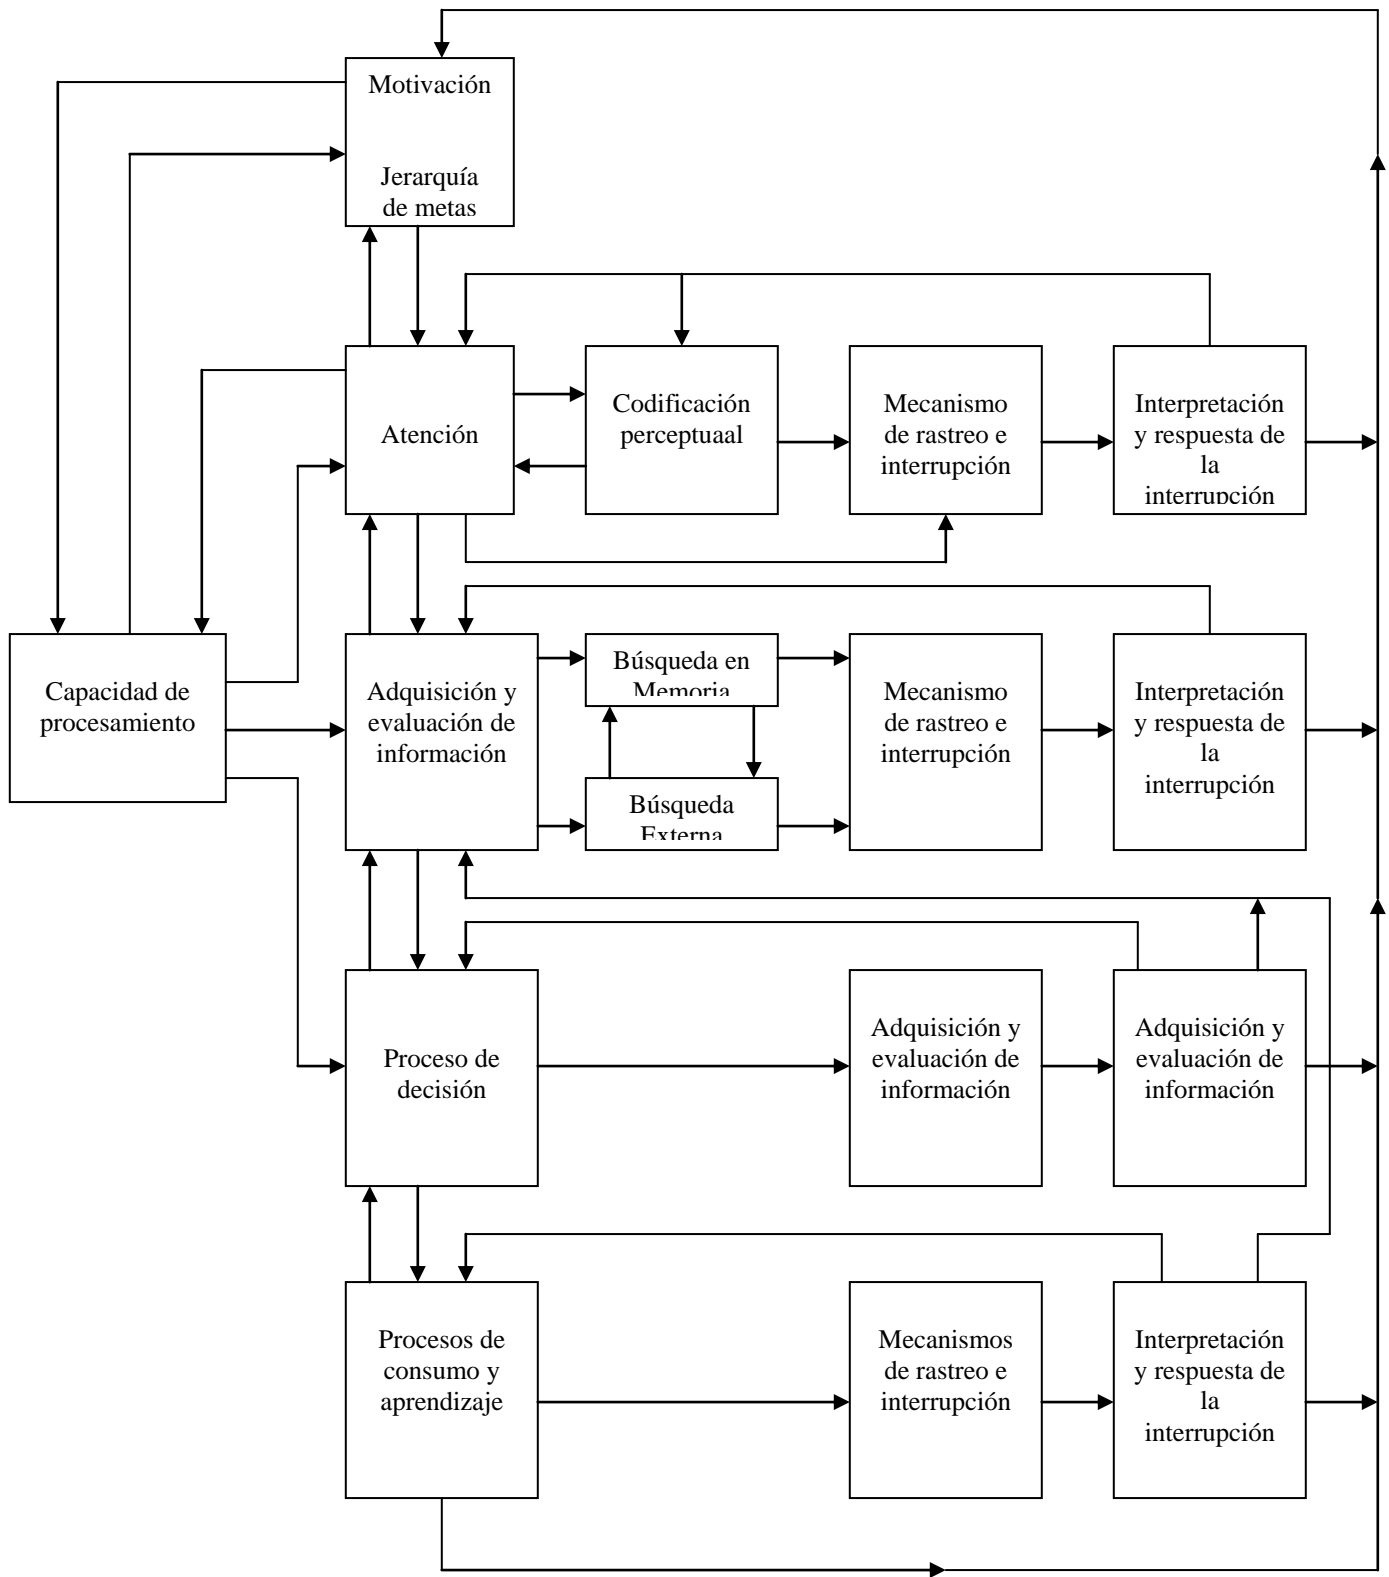 Motivación
Jerarquía
de metas
Atención
Codificación
perceptuaal
Mecanismo
de rastreo e
interrupción
Interpretación
y respuesta de
la
interrupción
Capacidad de
procesamiento
Adquisición y
evaluación de
información
Búsqueda en
Memoria
Búsqueda
Externa
Mecanismo
de rastreo e
interrupción
Interpretación
y respuesta de
la
interrupción
Proceso de
decisión
Adquisición y
evaluación de
información
Adquisición y
evaluación de
información
Procesos de
consumo y
aprendizaje
Mecanismos
de rastreo e
interrupción
Interpretación
y respuesta de
la
interrupción